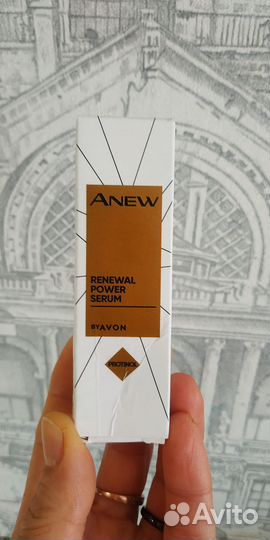 ANEW
RENEWAL
POWER
SERUM
BY AVON
PROTINOL
Avito